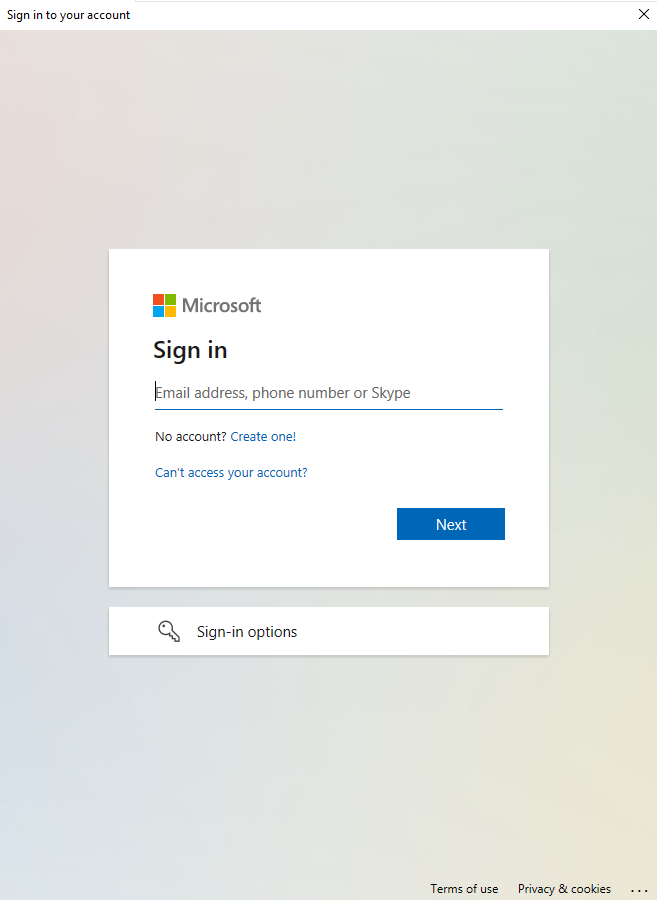 Sign in to your account
Microsoft
Sign in
Email address, phone number or Skype
No account? Create one!
Can't access your account?
Next
Sign-in options
Terms of use Privacy & cookies ...